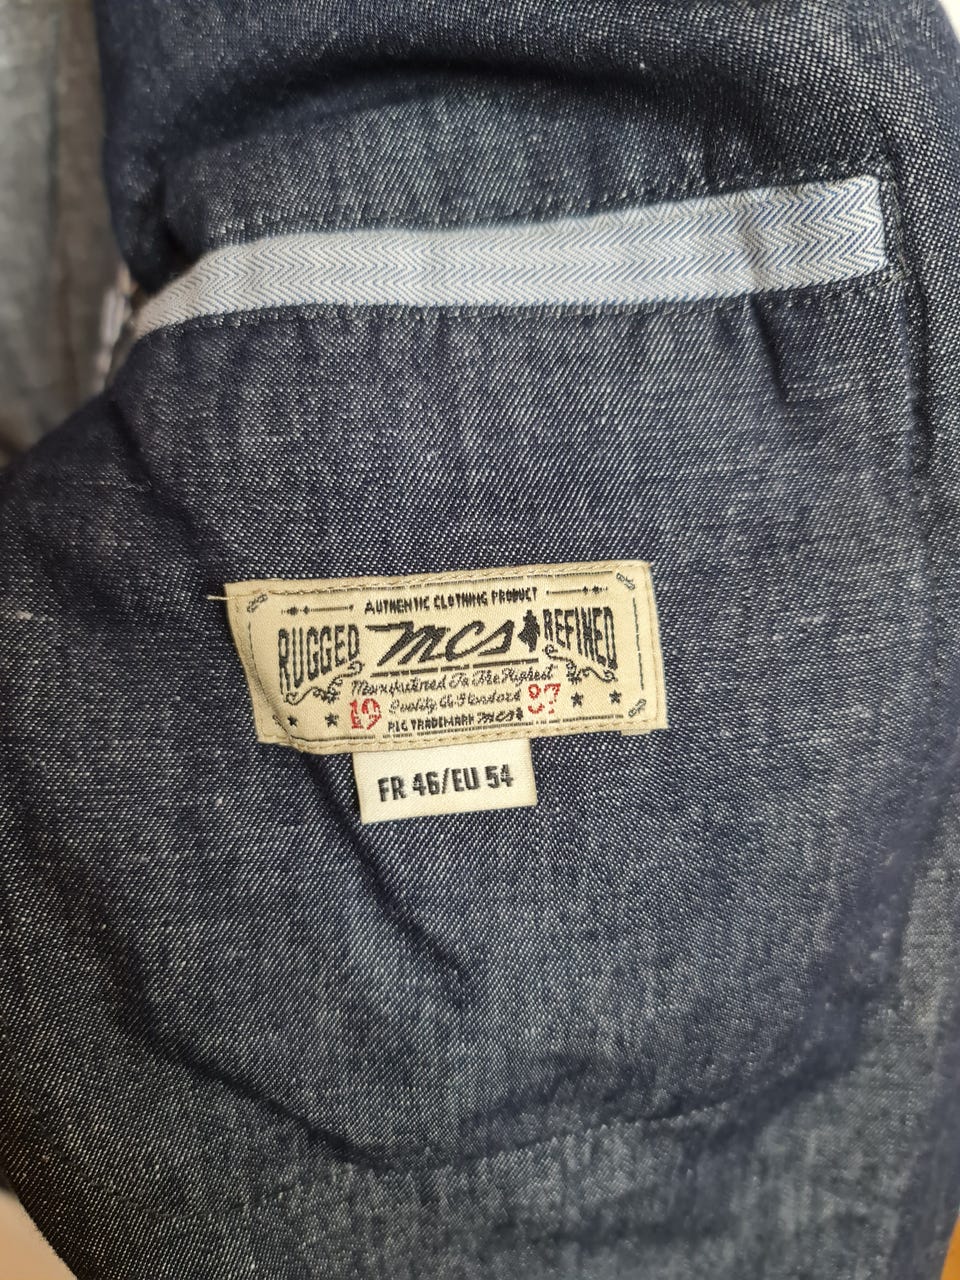 AUTHENTIC CLOTHING PRODUCT
RUGGED mcs REFINED
Manufactured To The Highest
19 Quality & Standard 87
REG TRADEMARK mcs
FR 46/EU 54